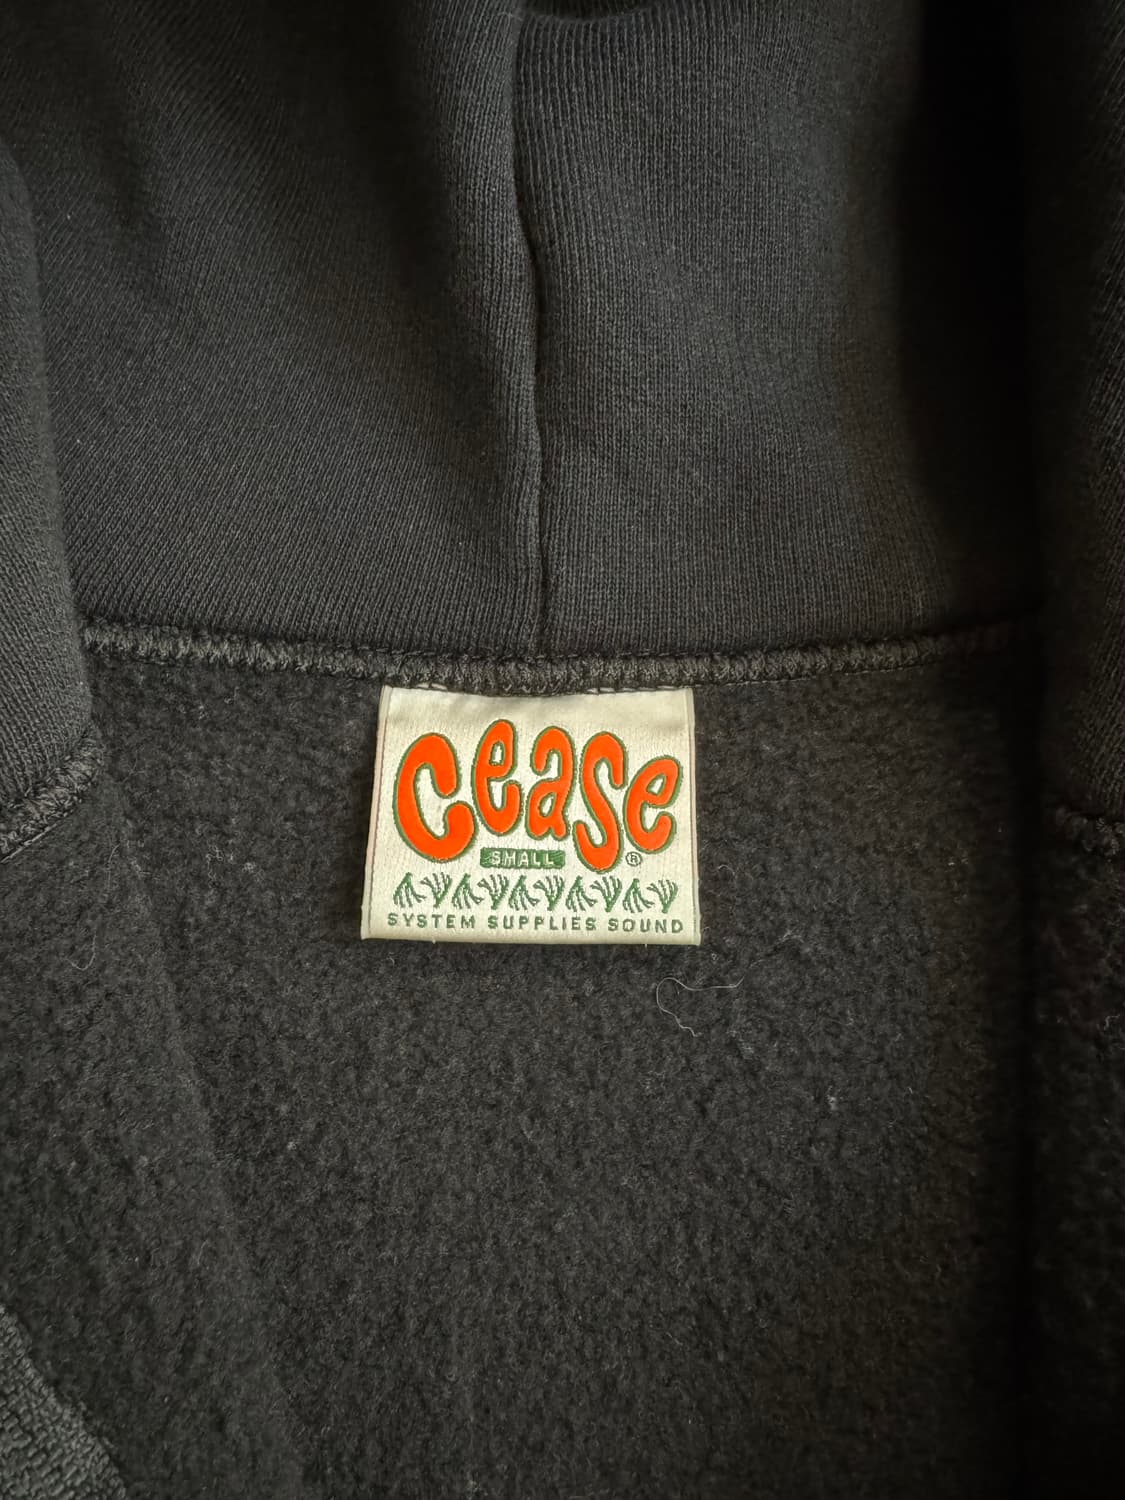 cease
SMALL ®
SYSTEM SUPPLIES SOUND